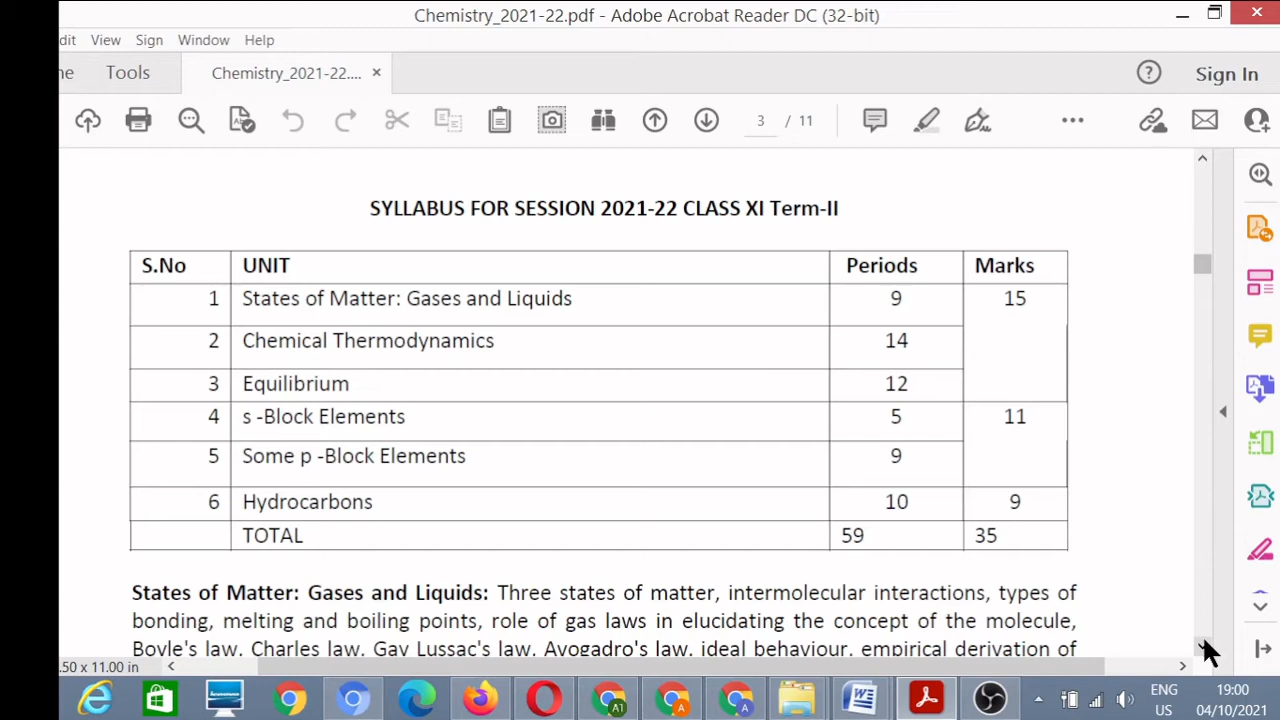 Chemistry_2021-22.pdf - Adobe Acrobat Reader DC (32-bit)
dit View Sign Window Help
ne Tools Chemistry_2021-22.... × Sign In
3 / 11
SYLLABUS FOR SESSION 2021-22 CLASS XI Term-II
S.No UNIT Periods Marks
1 States of Matter: Gases and Liquids 9 15
2 Chemical Thermodynamics 14
3 Equilibrium 12
4 s -Block Elements 5 11
5 Some p -Block Elements 9
6 Hydrocarbons 10 9
TOTAL 59 35
States of Matter: Gases and Liquids: Three states of matter, intermolecular interactions, types of
bonding, melting and boiling points, role of gas laws in elucidating the concept of the molecule,
Boyle's law, Charles law, Gay Lussac's law, Avogadro's law, ideal behaviour, empirical derivation of
.50 x 11.00 in
ENG 19:00
US 04/10/2021